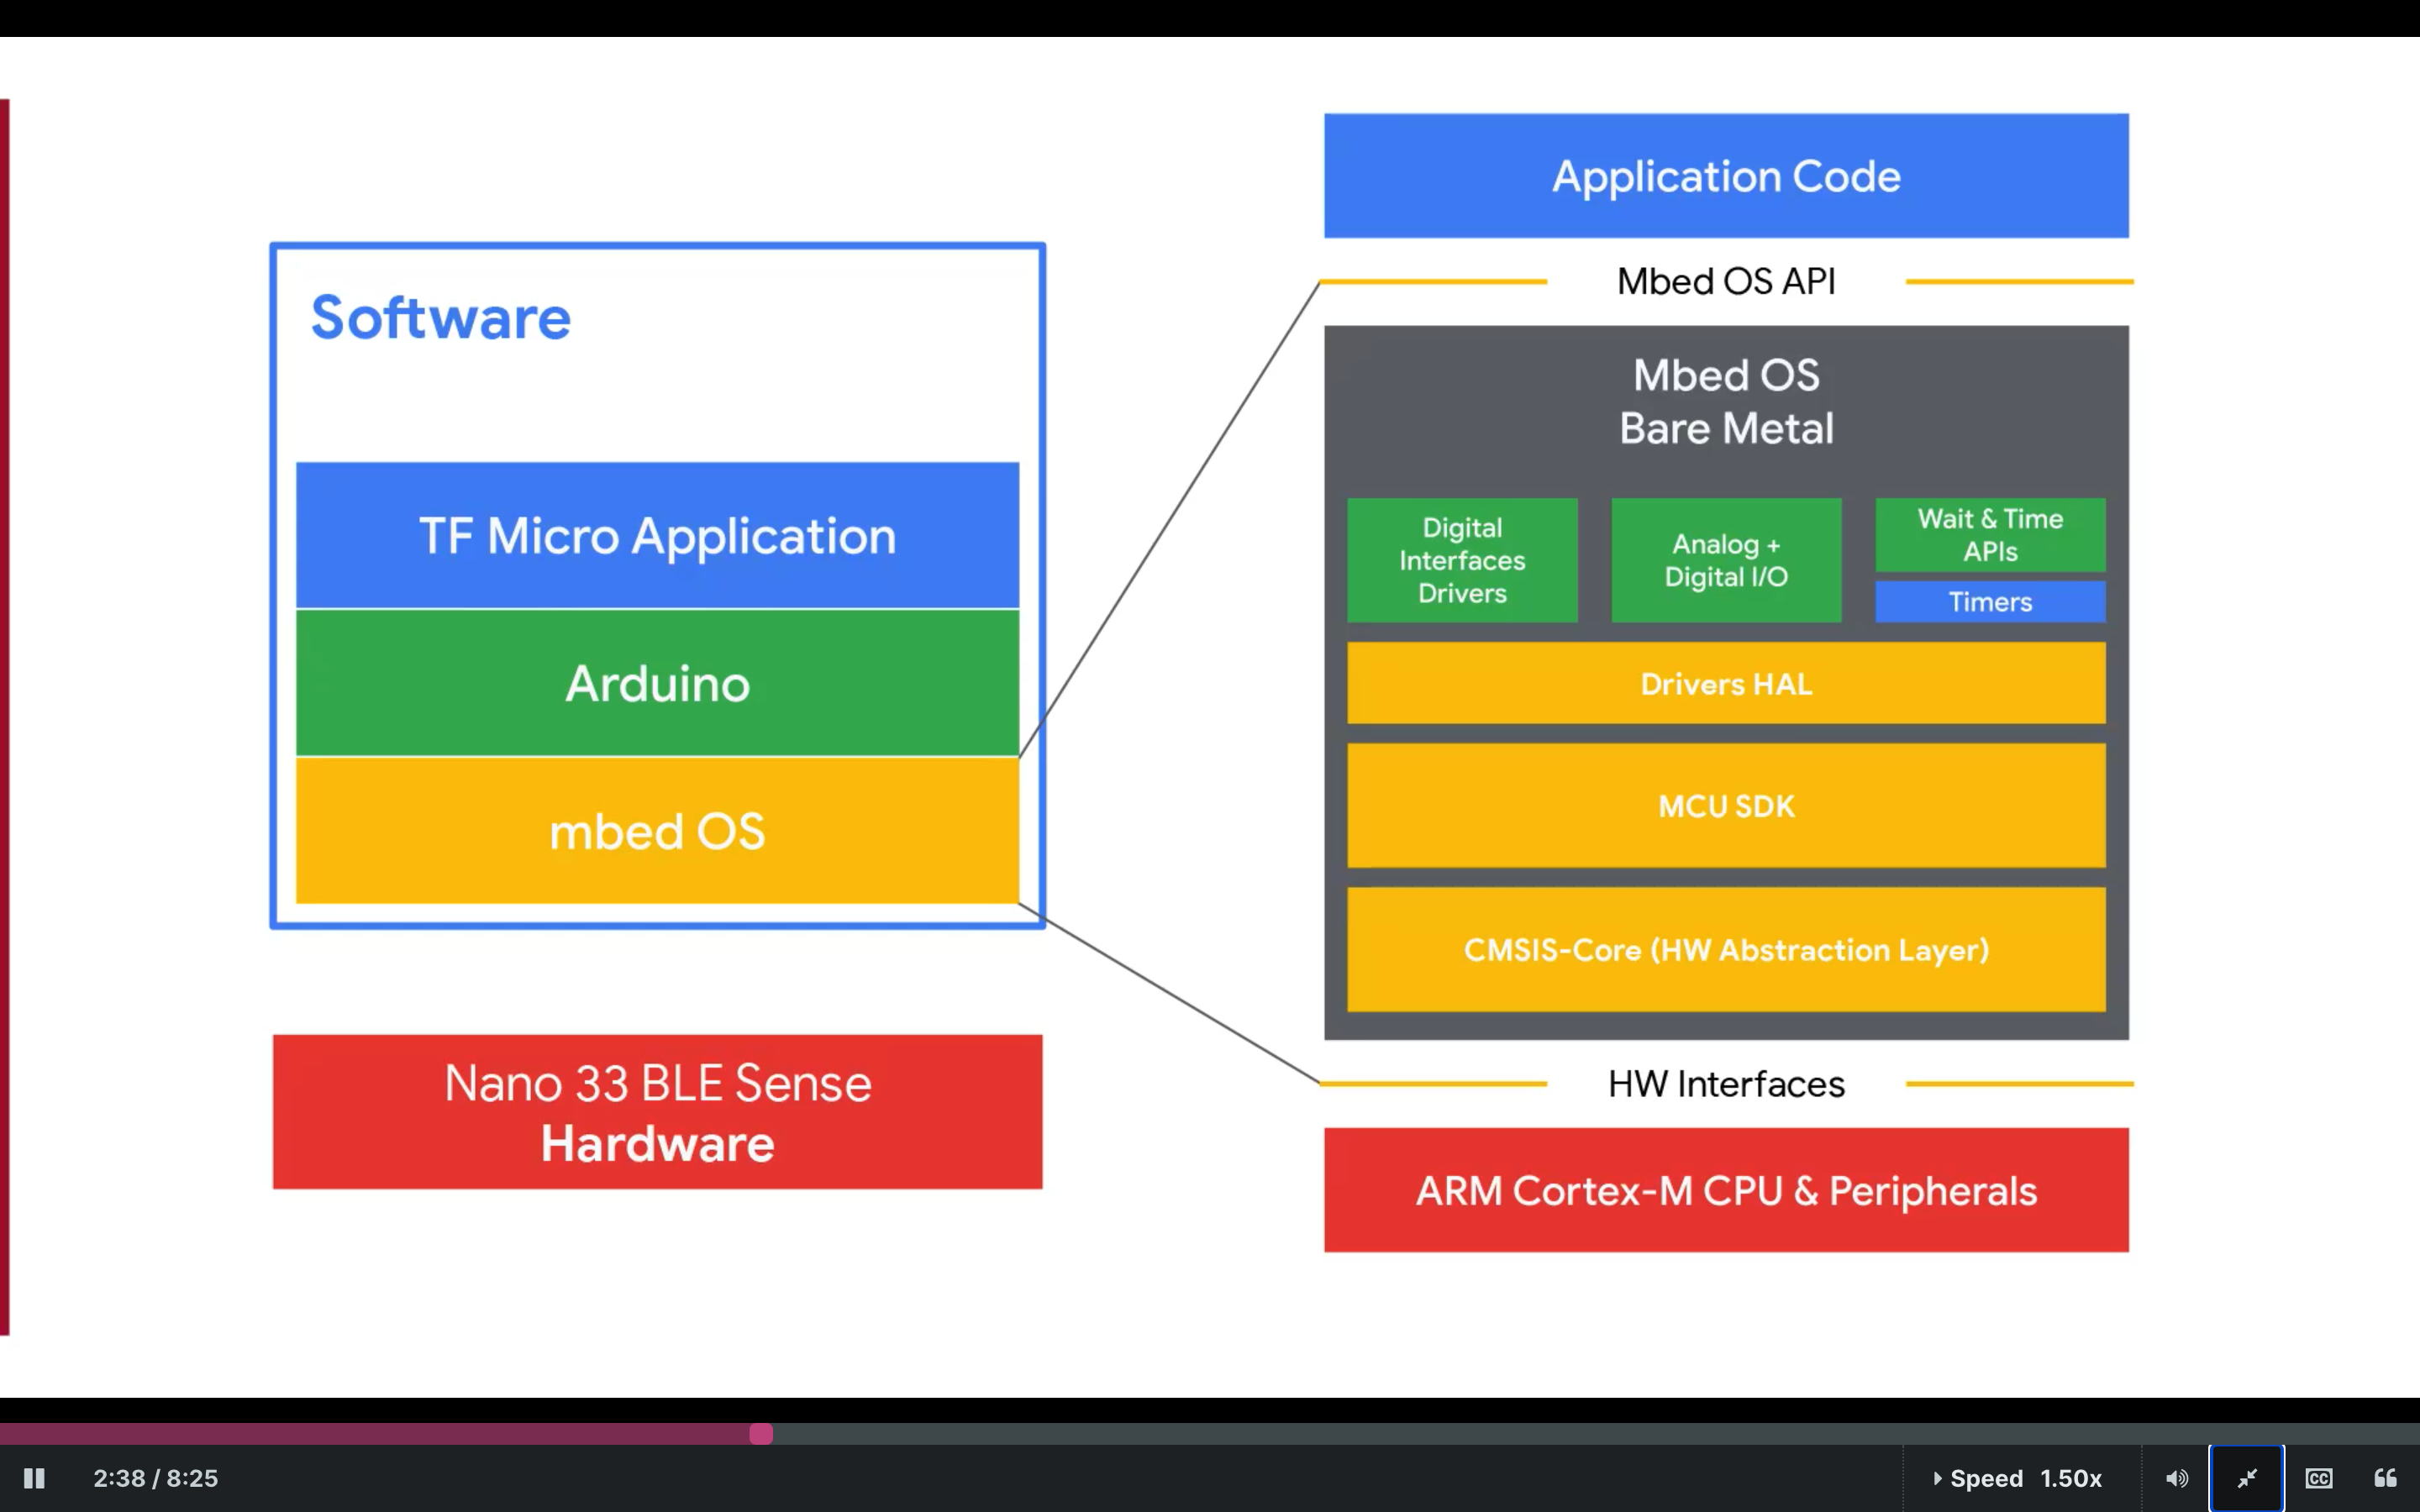 Software
TF Micro Application
Arduino
mbed OS
Nano 33 BLE Sense
Hardware
Application Code
Mbed OS API
Mbed OS
Bare Metal
Digital
Interfaces
Drivers
Analog +
Digital I/O
Wait & Time
APIs
Timers
Drivers HAL
MCU SDK
CMSIS-Core (HW Abstraction Layer)
HW Interfaces
ARM Cortex-M CPU & Peripherals
2:38 / 8:25
Speed 1.50x
CC